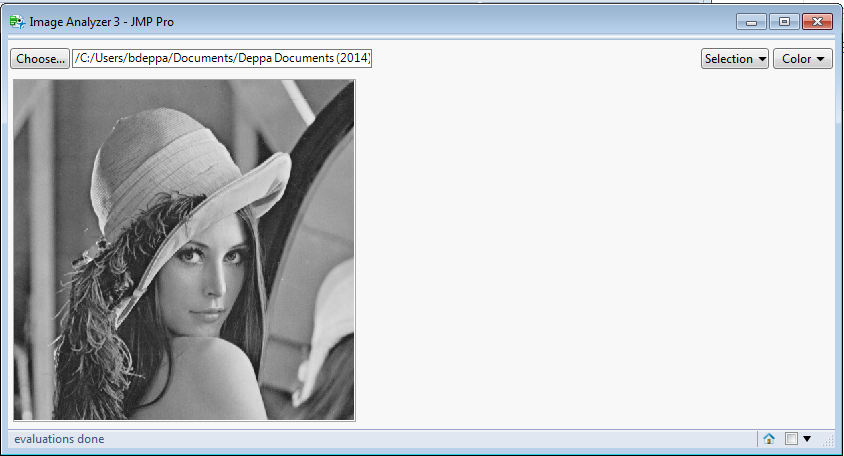 Image Analyzer 3 - JMP Pro
Choose... /C:/Users/bdeppa/Documents/Deppa Documents (2014) Selection Color
evaluations done